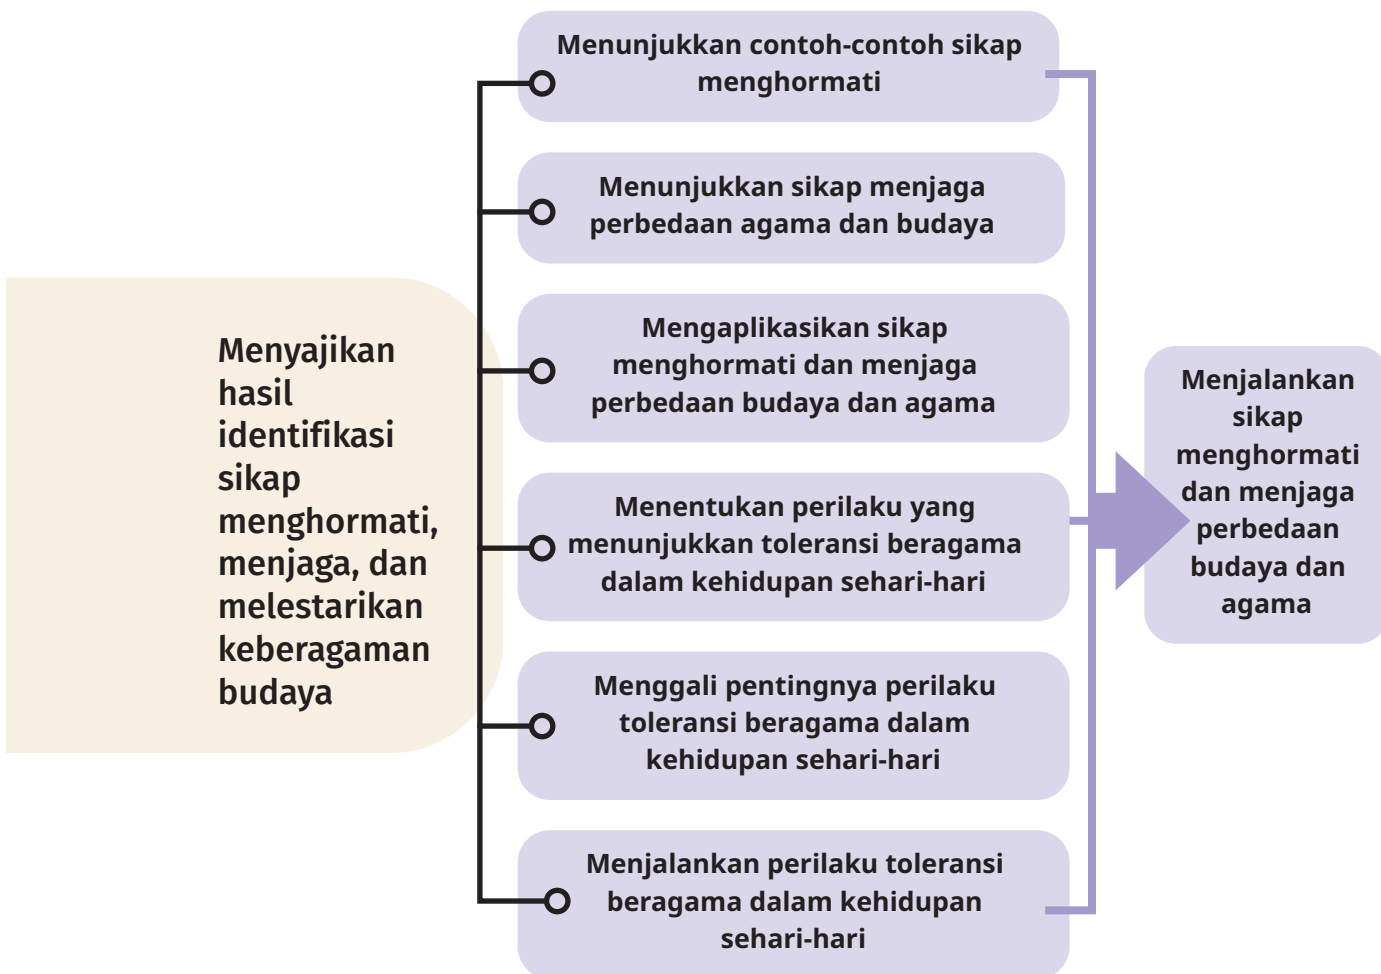 Menyajikan
hasil
identifikasi
sikap
menghormati,
menjaga, dan
melestarikan
keberagaman
budaya
Menunjukkan contoh-contoh sikap
menghormati
Menunjukkan sikap menjaga
perbedaan agama dan budaya
Mengaplikasikan sikap
menghormati dan menjaga
perbedaan budaya dan agama
Menentukan perilaku yang
menunjukkan toleransi beragama
dalam kehidupan sehari-hari
Menggali pentingnya perilaku
toleransi beragama dalam
kehidupan sehari-hari
Menjalankan perilaku toleransi
beragama dalam kehidupan
sehari-hari
Menjalankan
sikap
menghormati
dan menjaga
perbedaan
budaya dan
agama